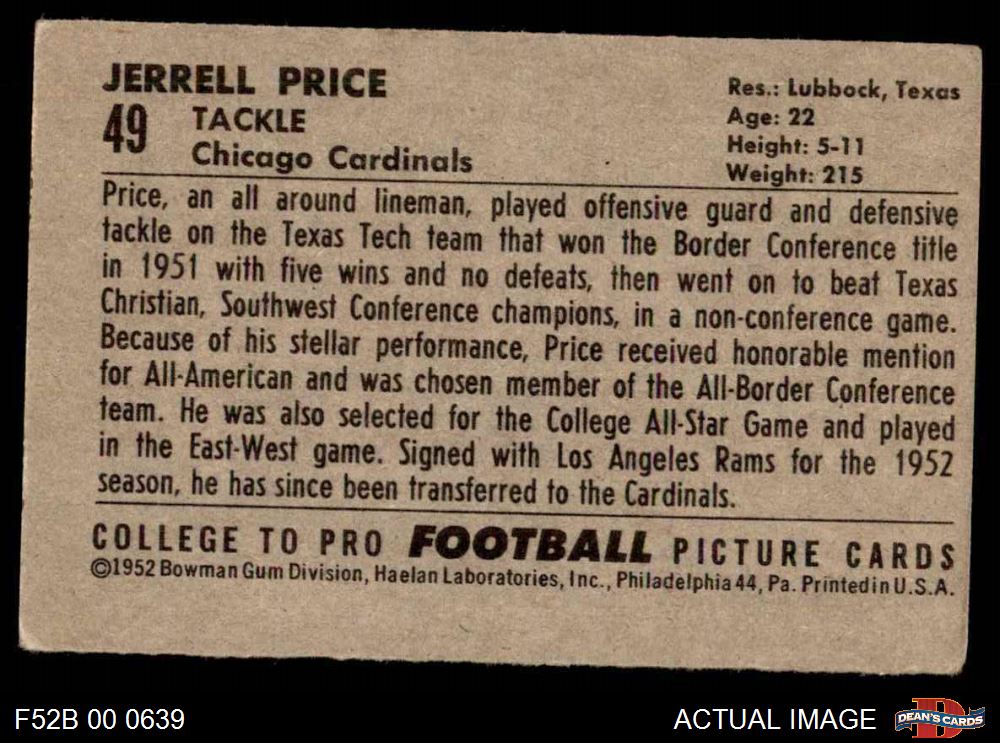 JERRELL PRICE
49 TACKLE
Chicago Cardinals
Res.: Lubbock, Texas
Age: 22
Height: 5-11
Weight: 215
Price, an all around lineman, played offensive guard and defensive
tackle on the Texas Tech team that won the Border Conference title
in 1951 with five wins and no defeats, then went on to beat Texas
Christian, Southwest Conference champions, in a non-conference game.
Because of his stellar performance, Price received honorable mention
for All-American and was chosen member of the All-Border Conference
team. He was also selected for the College All-Star Game and played
in the East-West game. Signed with Los Angeles Rams for the 1952
season, he has since been transferred to the Cardinals.
COLLEGE TO PRO FOOTBALL PICTURE CARDS
©1952 Bowman Gum Division, Haelan Laboratories, Inc., Philadelphia 44, Pa. Printed in U.S.A.
F52B 00 0639
ACTUAL IMAGE
D
DEAN'S CARDS